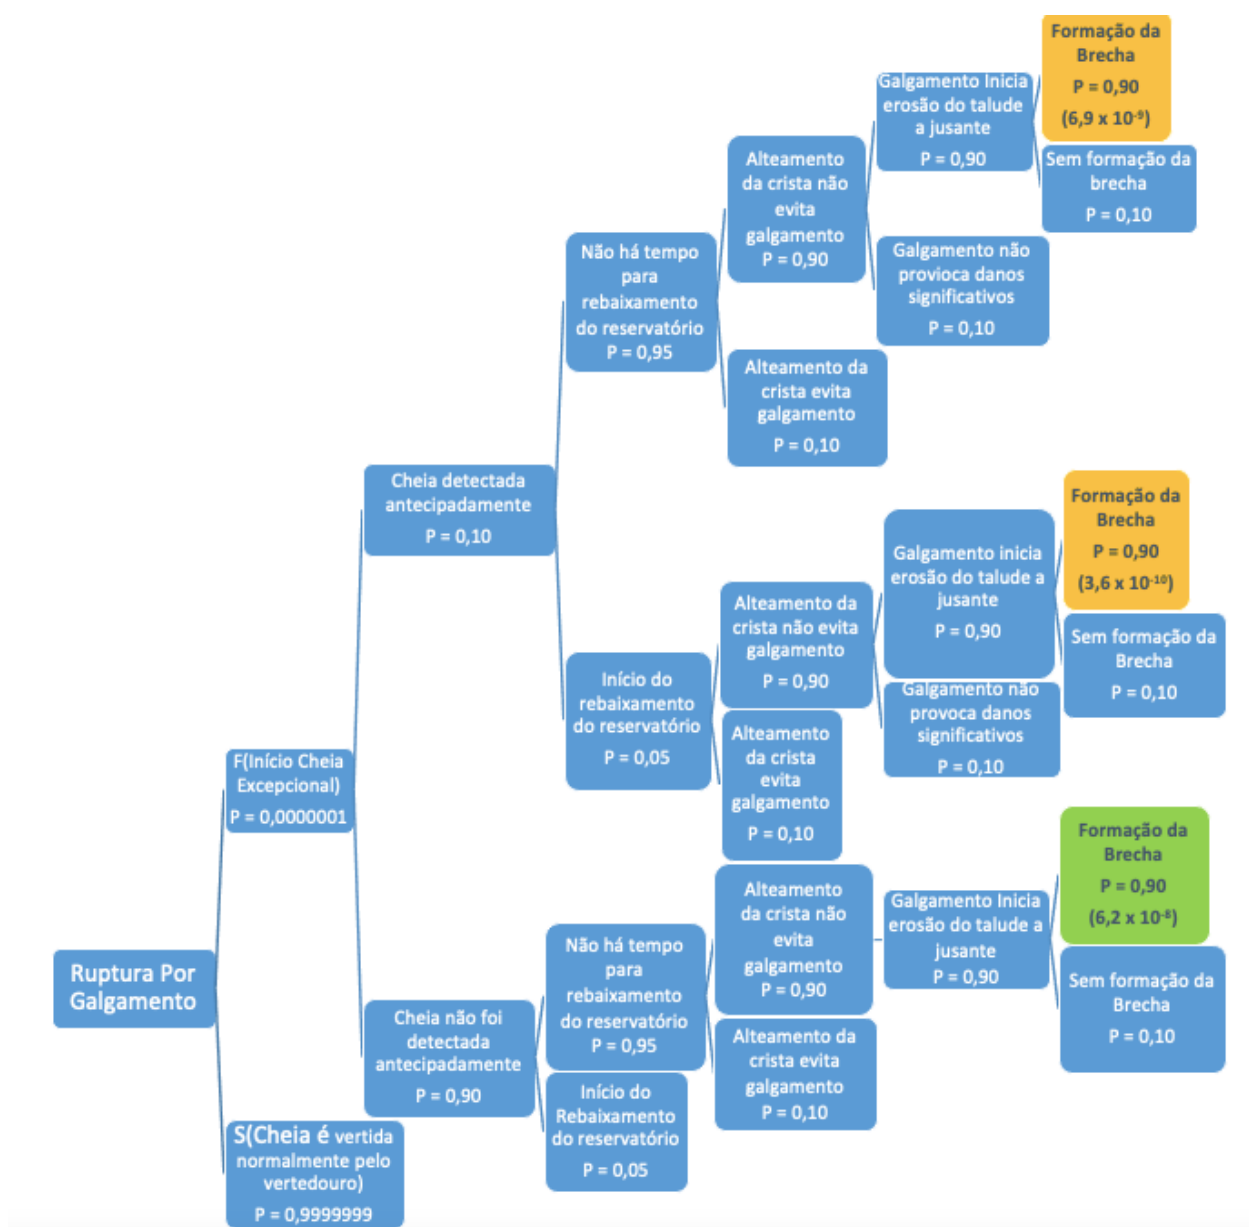 Formação da
Brecha
P = 0,90
(6,9 x 10⁻⁹)
Galgamento Inicia
erosão do talude
a jusante
P = 0,90
Sem formação da
brecha
P = 0,10
Alteamento
da crista não
evita
galgamento
P = 0,90
Galgamento não
provioca danos
significativos
P = 0,10
Não há tempo
para
rebaixamento
do reservatório
P = 0,95
Alteamento da
crista evita
galgamento
P = 0,10
Cheia detectada
antecipadamente
P = 0,10
Formação da
Brecha
P = 0,90
(3,6 x 10⁻¹⁰)
Galgamento inicia
erosão do talude a
jusante
P = 0,90
Sem formação da
Brecha
P = 0,10
Alteamento da
crista não evita
galgamento
P = 0,90
Galgamento não
provoca danos
significativos
P = 0,10
Início do
rebaixamento
do reservatório
P = 0,05
Alteamento
da crista
evita
galgamento
P = 0,10
F(Início Cheia
Excepcional)
P = 0,0000001
Formação da
Brecha
P = 0,90
(6,2 x 10⁻⁸)
Alteamento
da crista não
evita
galgamento
P = 0,90
Galgamento Inicia
erosão do talude a
jusante
P = 0,90
Sem formação da
Brecha
P = 0,10
Não há tempo
para
rebaixamento
do reservatório
P = 0,95
Alteamento da
crista evita
galgamento
P = 0,10
Ruptura Por
Galgamento
Cheia não foi
detectada
antecipadamente
P = 0,90
Início do
Rebaixamento
do reservatório
P = 0,05
S(Cheia é vertida
normalmente pelo
vertedouro)
P = 0,9999999